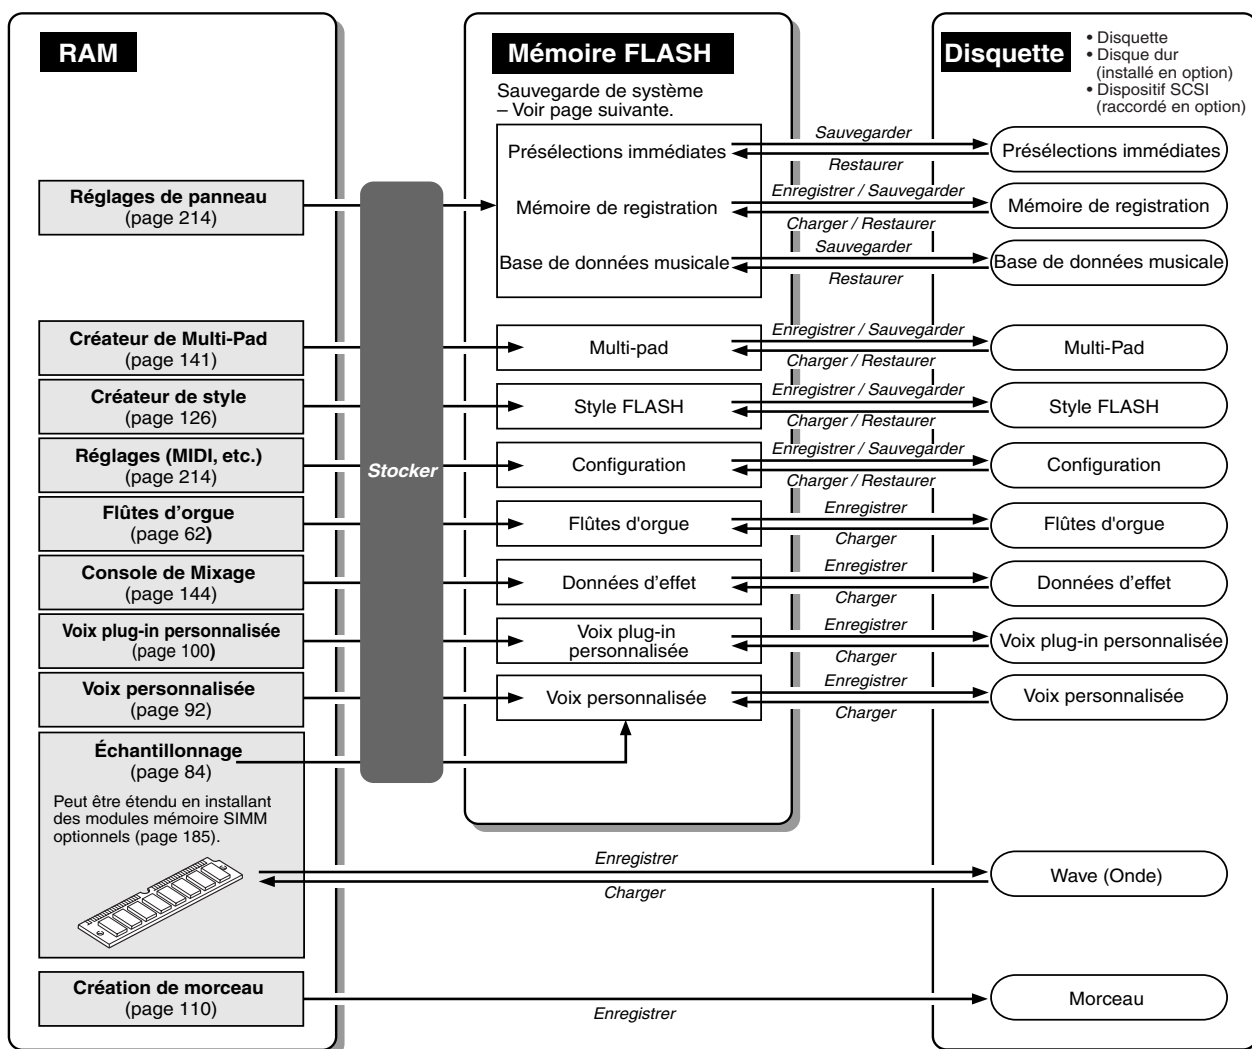 RAM
Mémoire FLASH
Disquette
• Disquette
• Disque dur
(installé en option)
• Dispositif SCSI
(raccordé en option)
Sauvegarde de système
– Voir page suivante.
Présélections immédiates
Sauvegarder
Restaurer
Présélections immédiates
Réglages de panneau
(page 214)
Mémoire de registration
Enregistrer / Sauvegarder
Charger / Restaurer
Mémoire de registration
Base de données musicale
Sauvegarder
Restaurer
Base de données musicale
Créateur de Multi-Pad
(page 141)
Multi-pad
Enregistrer / Sauvegarder
Charger / Restaurer
Multi-Pad
Créateur de style
(page 126)
Style FLASH
Enregistrer / Sauvegarder
Charger / Restaurer
Style FLASH
Réglages (MIDI, etc.)
(page 214)
Stocker
Configuration
Enregistrer / Sauvegarder
Charger / Restaurer
Configuration
Flûtes d’orgue
(page 62)
Flûtes d'orgue
Enregistrer
Charger
Flûtes d'orgue
Console de Mixage
(page 144)
Données d’effet
Enregistrer
Charger
Données d’effet
Voix plug-in personnalisée
(page 100)
Voix plug-in
personnalisée
Enregistrer
Charger
Voix plug-in personnalisée
Voix personnalisée
(page 92)
Voix personnalisée
Enregistrer
Charger
Voix personnalisée
Échantillonnage
(page 84)
Peut être étendu en installant
des modules mémoire SIMM
optionnels (page 185).
Enregistrer
Charger
Wave (Onde)
Création de morceau
(page 110)
Enregistrer
Morceau